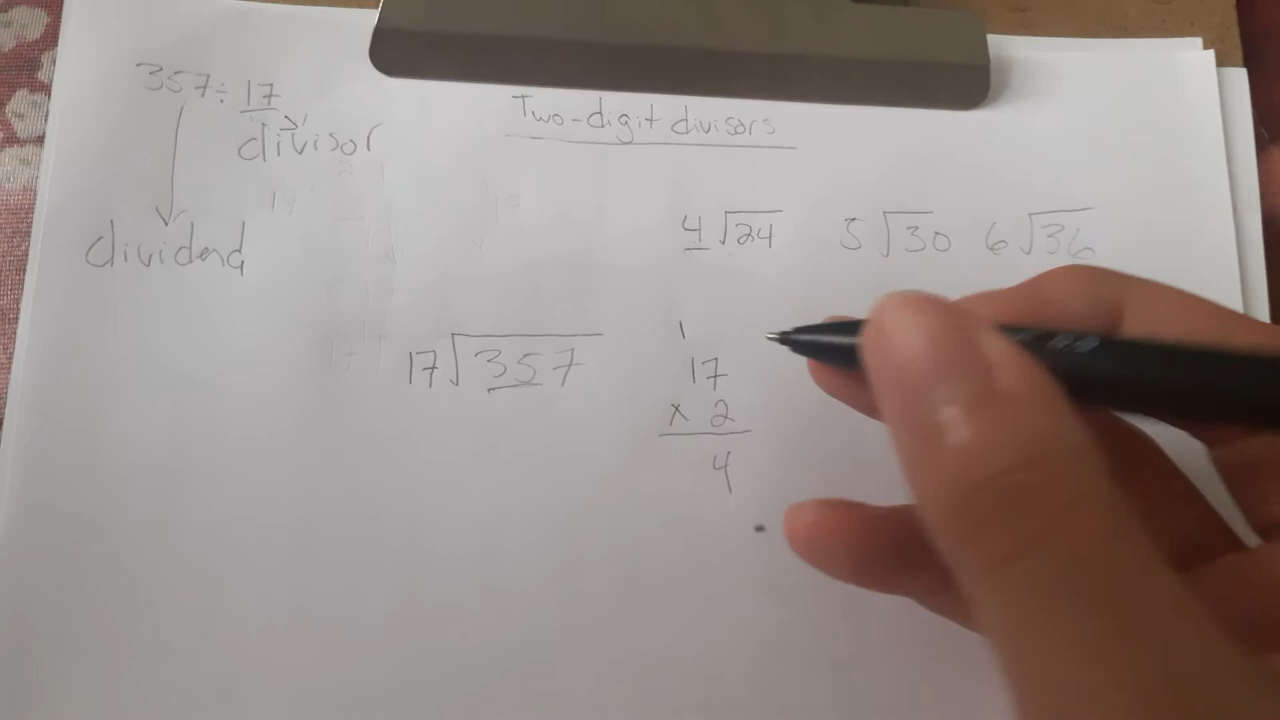 357÷17
divisor
dividend
Two-digit divisors
4√24 5√30 6√36
17√357
1
17
x 2
4